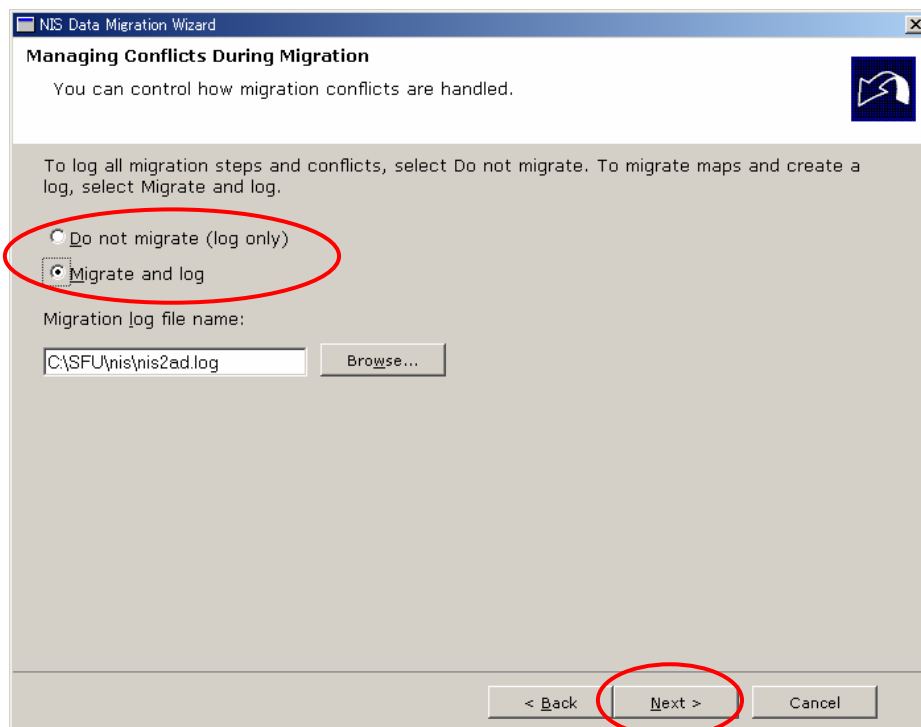 NIS Data Migration Wizard
Managing Conflicts During Migration
You can control how migration conflicts are handled.
To log all migration steps and conflicts, select Do not migrate. To migrate maps and create a
log, select Migrate and log.
Do not migrate (log only)
Migrate and log
Migration log file name:
C:\SFU\nis\nis2ad.log
Browse...
< Back
Next >
Cancel